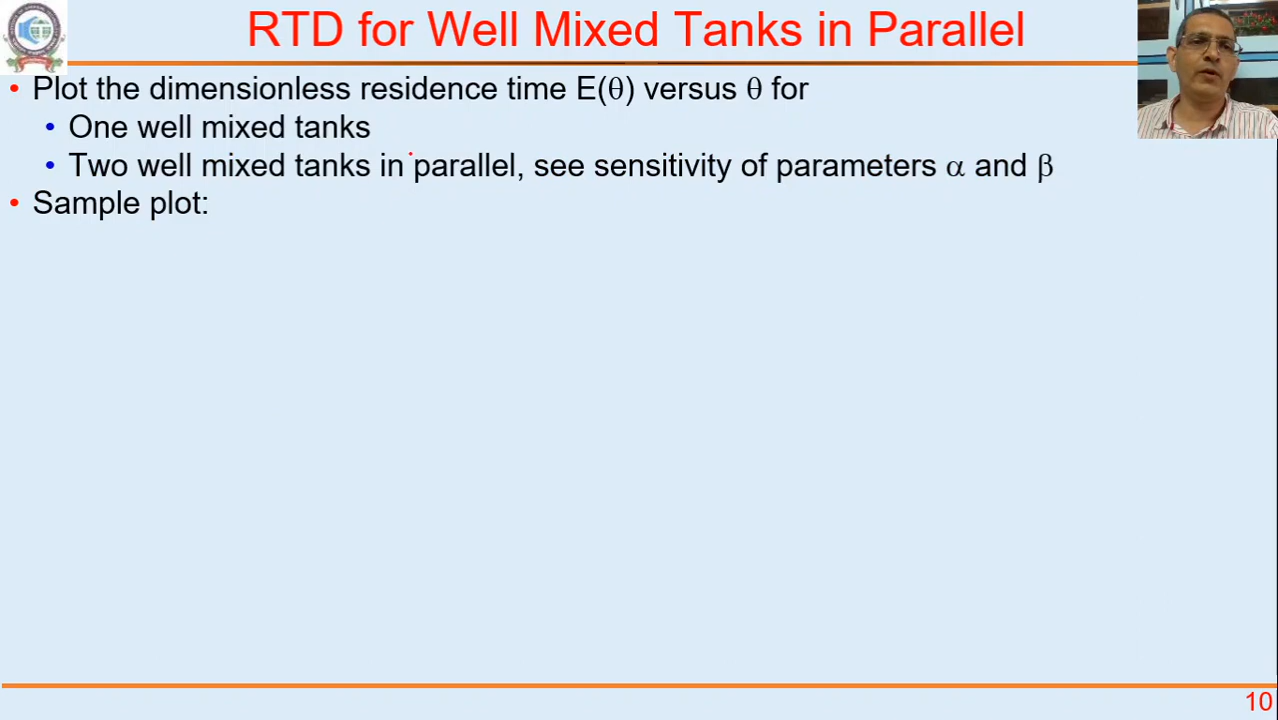 RTD for Well Mixed Tanks in Parallel
• Plot the dimensionless residence time E(θ) versus θ for
• One well mixed tanks
• Two well mixed tanks in parallel, see sensitivity of parameters α and β
• Sample plot:
10